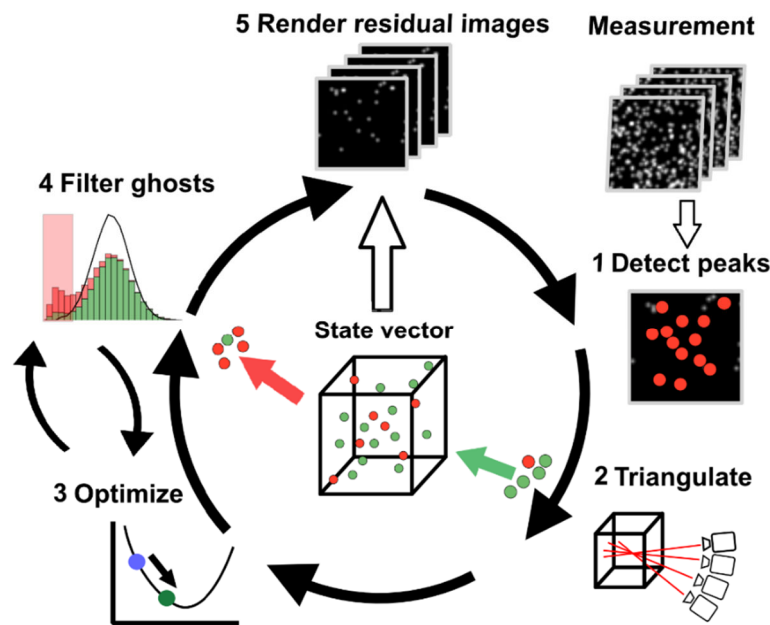 5 Render residual images
Measurement
4 Filter ghosts
1 Detect peaks
State vector
2 Triangulate
3 Optimize